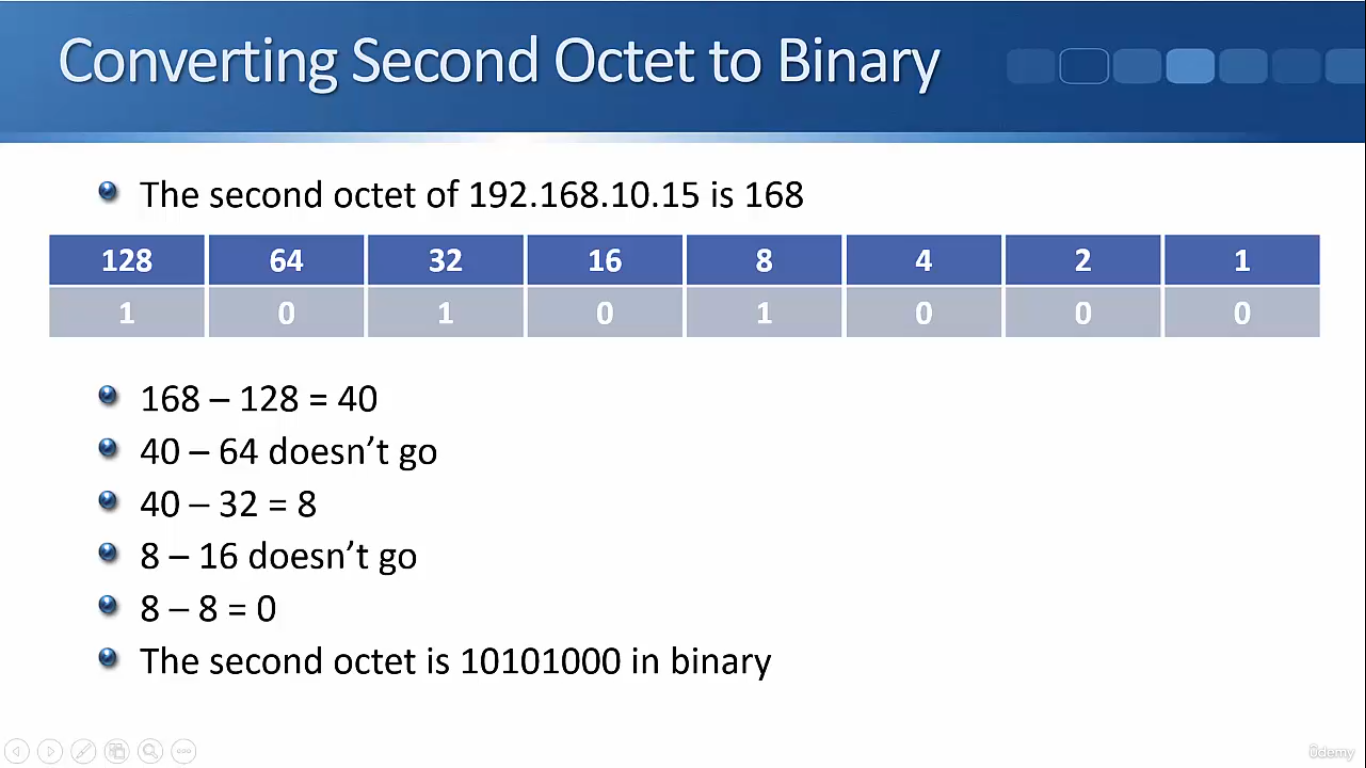 Converting Second Octet to Binary
The second octet of 192.168.10.15 is 168
128 64 32 16 8 4 2 1
1 0 1 0 1 0 0 0
168 – 128 = 40
40 – 64 doesn’t go
40 – 32 = 8
8 – 16 doesn’t go
8 – 8 = 0
The second octet is 10101000 in binary
ûdemy